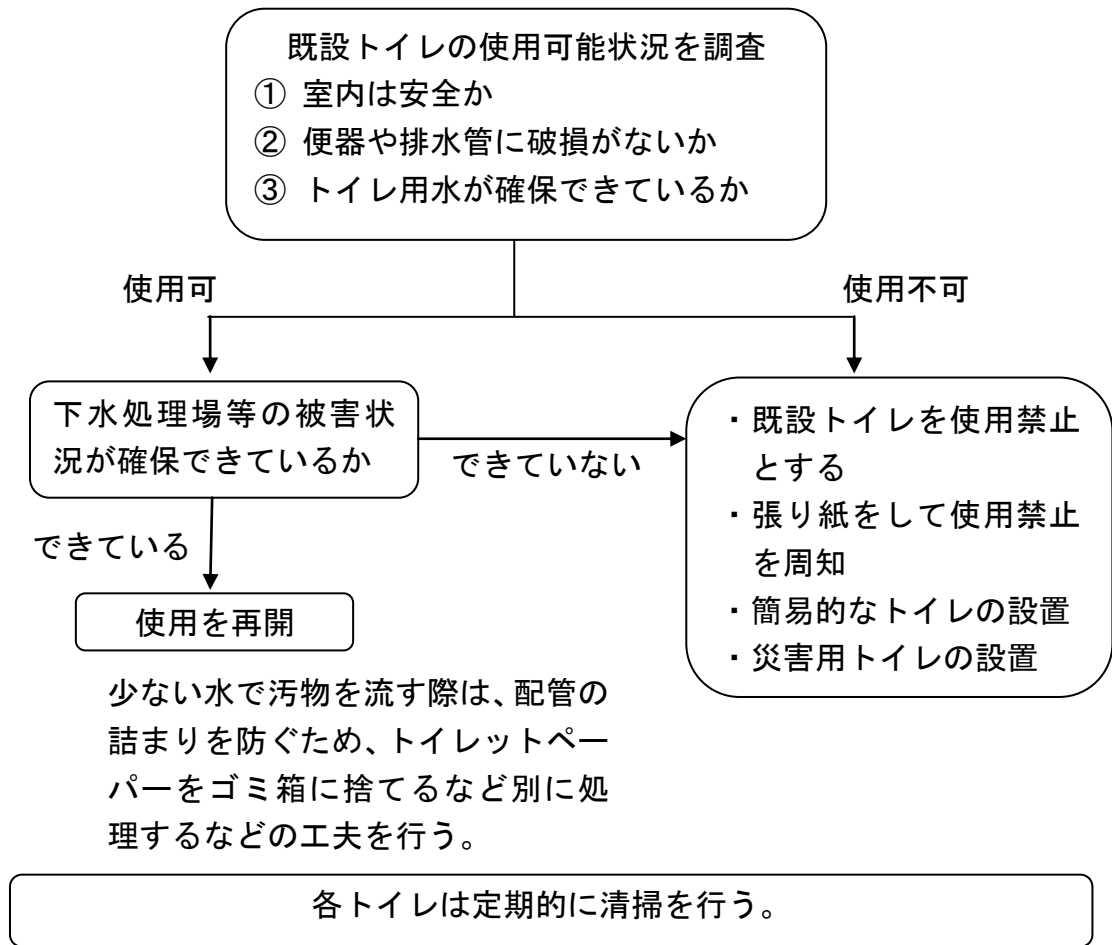 既設トイレの使用可能状況を調査
① 室内は安全か
② 便器や排水管に破損がないか
③ トイレ用水が確保できているか
使用可
使用不可
下水処理場等の被害状
況が確保できているか
できていない
できている
使用を再開
・既設トイレを使用禁止
とする
・張り紙をして使用禁止
を周知
・簡易的なトイレの設置
・災害用トイレの設置
少ない水で汚物を流す際は、配管の
詰まりを防ぐため、トイレットペー
パーをゴミ箱に捨てるなど別に処
理するなどの工夫を行う。
各トイレは定期的に清掃を行う。